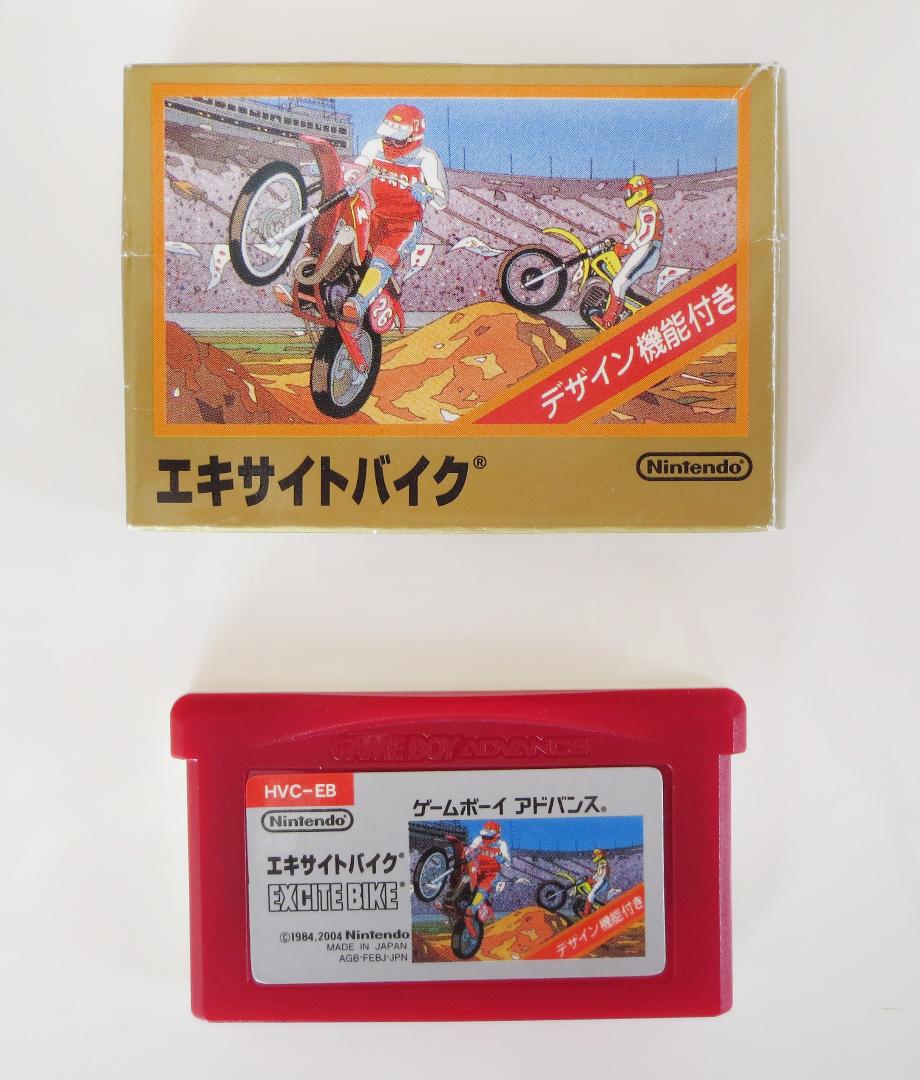 デザイン機能付き
エキサイトバイク®
Nintendo®
GAME BOY ADVANCE
HVC-EB
Nintendo®
ゲームボーイ アドバンス®
エキサイトバイク®
EXCITE BIKE®
デザイン機能付き
©1984,2004 Nintendo
MADE IN JAPAN
AGB-FEBJ-JPN